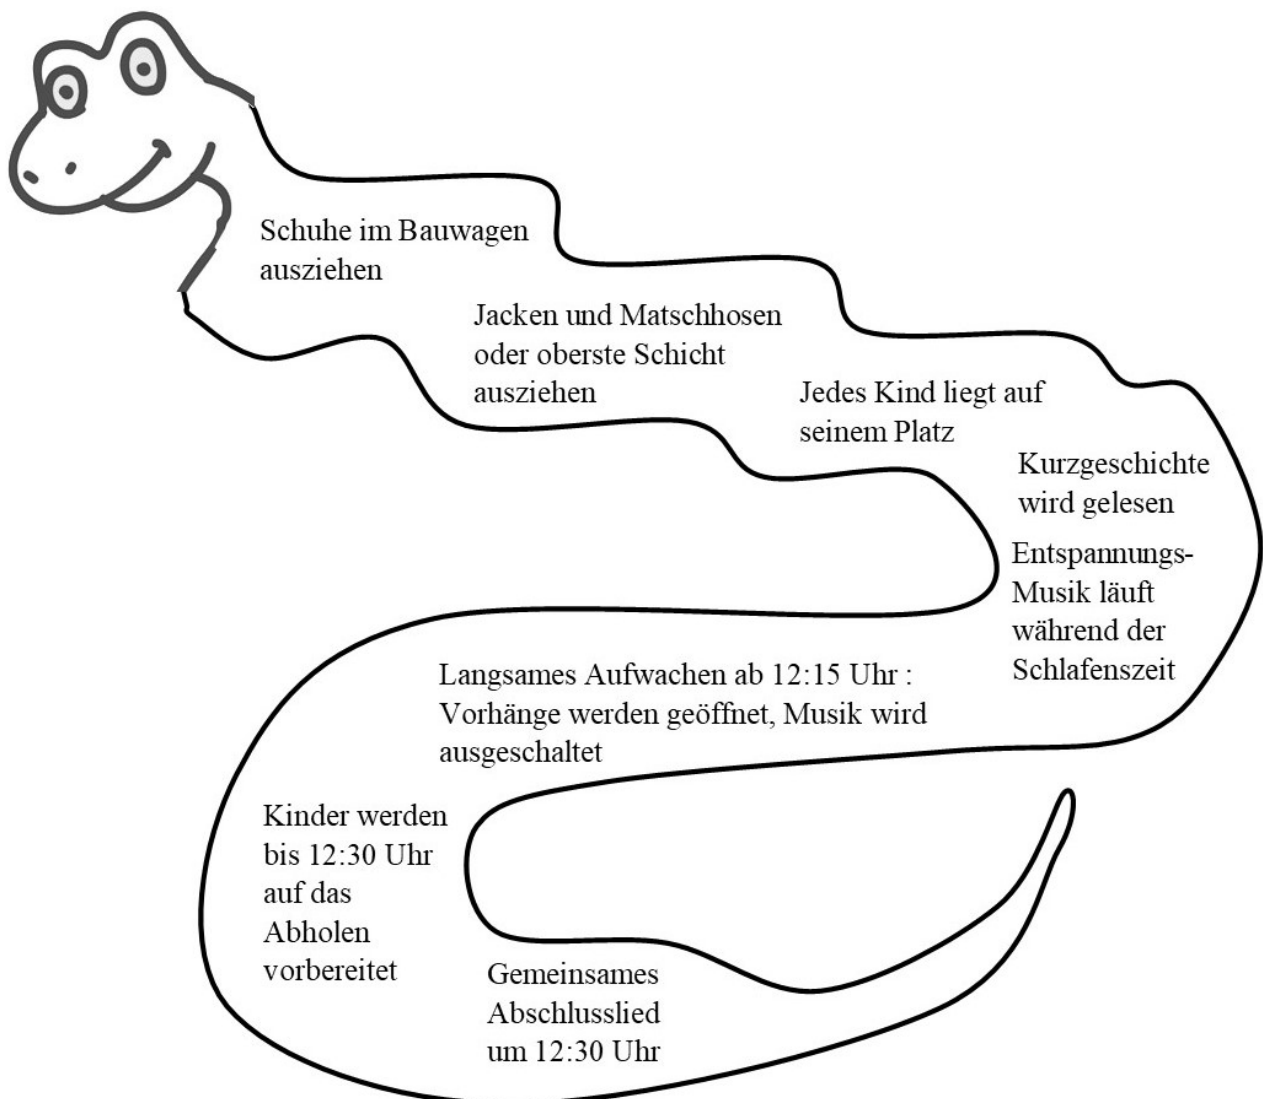 Schuhe im Bauwagen
ausziehen
Jacken und Matschhosen
oder oberste Schicht
ausziehen
Jedes Kind liegt auf
seinem Platz
Kurzgeschichte
wird gelesen
Entspannungs-
Musik läuft
während der
Schlafenszeit
Langsames Aufwachen ab 12:15 Uhr :
Vorhänge werden geöffnet, Musik wird
ausgeschaltet
Kinder werden
bis 12:30 Uhr
auf das
Abholen
vorbereitet
Gemeinsames
Abschlusslied
um 12:30 Uhr